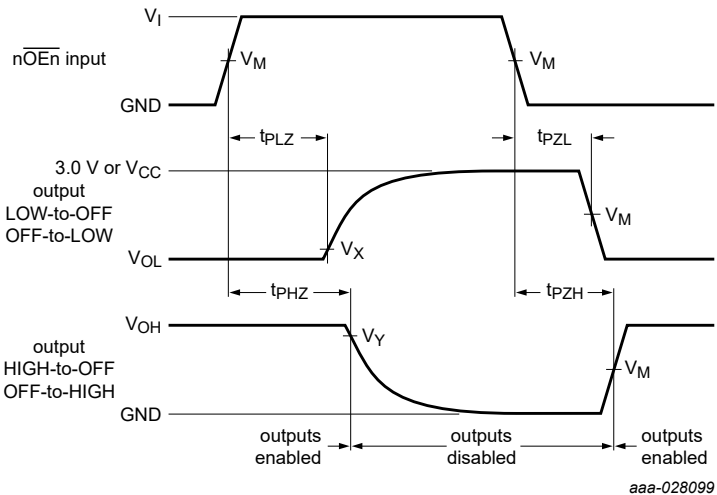 VI
nOEn input
VM
VM
GND
tPLZ
tPZL
3.0 V or VCC
output
LOW-to-OFF
OFF-to-LOW
VM
VX
VOL
tPHZ
tPZH
VOH
VY
output
HIGH-to-OFF
OFF-to-HIGH
VM
GND
outputs
enabled
outputs
disabled
outputs
enabled
aaa-028099